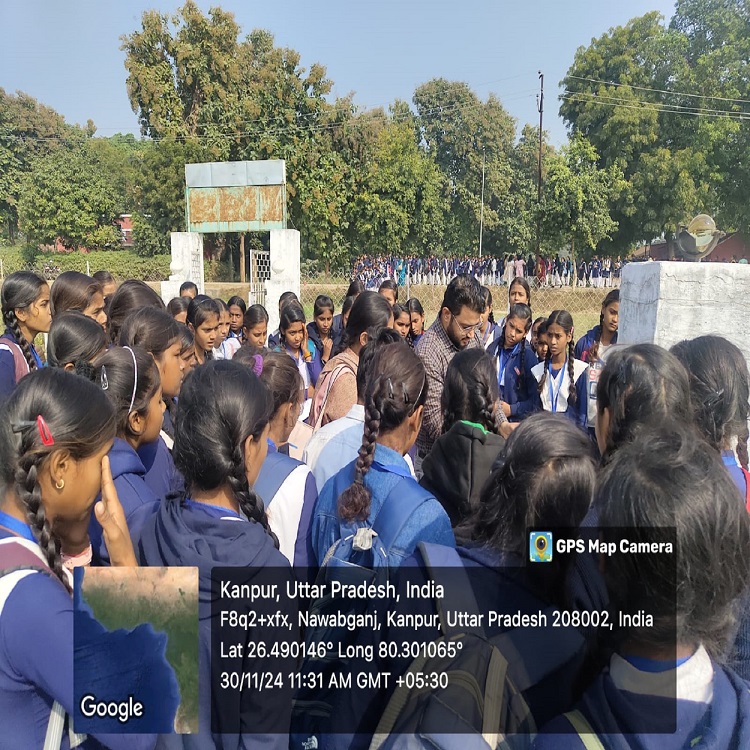 GPS Map Camera
Kanpur, Uttar Pradesh, India
F8q2+xfx, Nawabganj, Kanpur, Uttar Pradesh 208002, India
Lat 26.490146° Long 80.301065°
30/11/24 11:31 AM GMT +05:30
Google